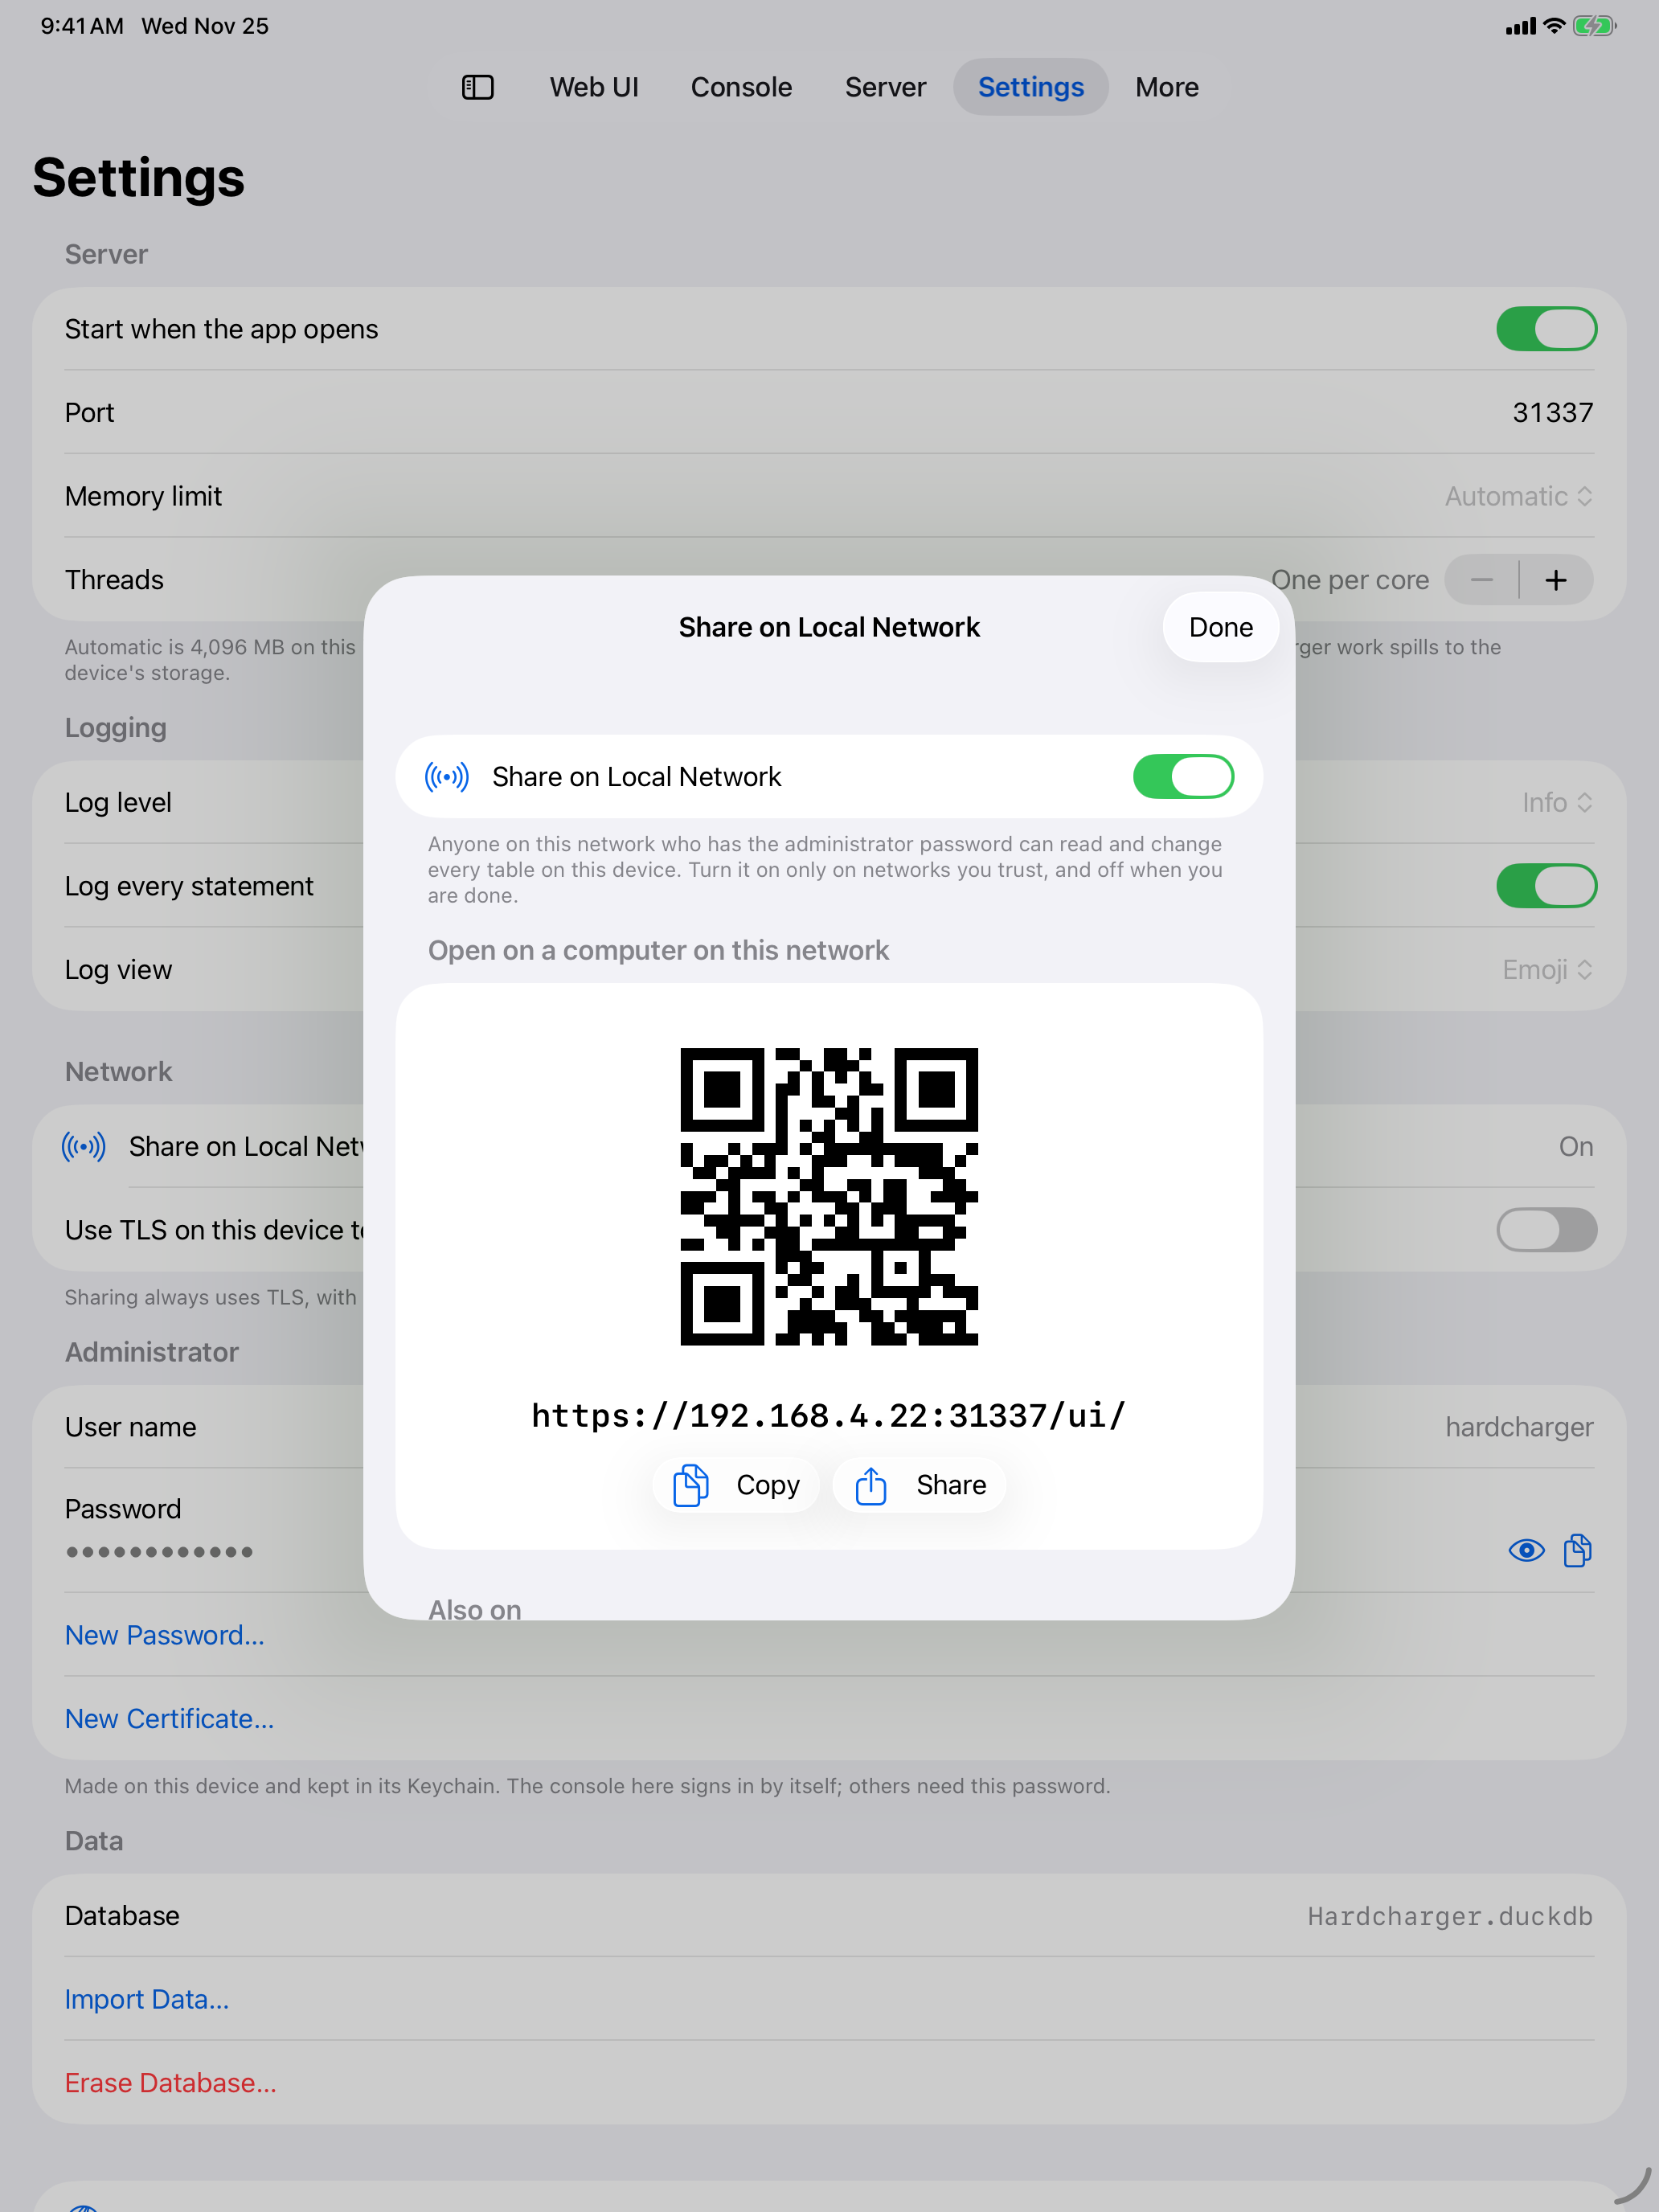 9:41 AM Wed Nov 25
Web UI Console Server Settings More
Settings
Server
Start when the app opens
Port 31337
Memory limit Automatic
Threads One per core
Automatic is 4,096 MB on this
work spills to the
device's storage.
Logging
Log level Info
Log every statement
Log view Emoji
Network
Share on Local On
Use TLS on this device
Sharing always uses TLS, with
Administrator
User name hardcharger
Password
••••••••••••
New Password...
New Certificate...
Made on this device and kept in its Keychain. The console here signs in by itself; others need this password.
Data
Database Hardcharger.duckdb
Import Data...
Erase Database...
Share on Local Network Done
Share on Local Network
Anyone on this network who has the administrator password can read and change
every table on this device. Turn it on only on networks you trust, and off when you
are done.
Open on a computer on this network
https://192.168.4.22:31337/ui/
Copy Share
Also on